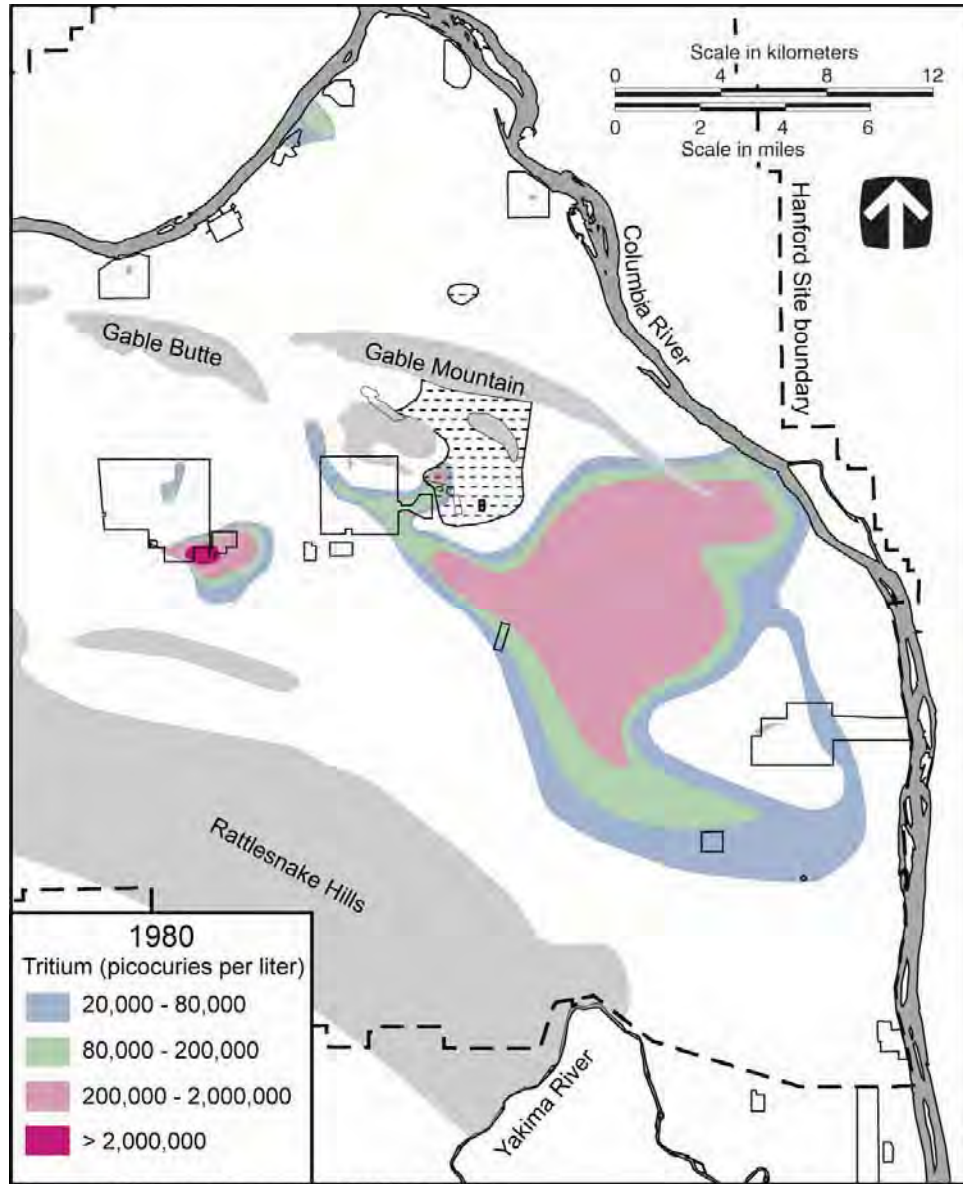 Scale in kilometers
0 4 8 12
0 2 4 6
Scale in miles
Hanford Site boundary
Columbia River
Gable Butte
Gable Mountain
Rattlesnake Hills
Yakima River
1980
Tritium (picocuries per liter)
20,000 - 80,000
80,000 - 200,000
200,000 - 2,000,000
> 2,000,000